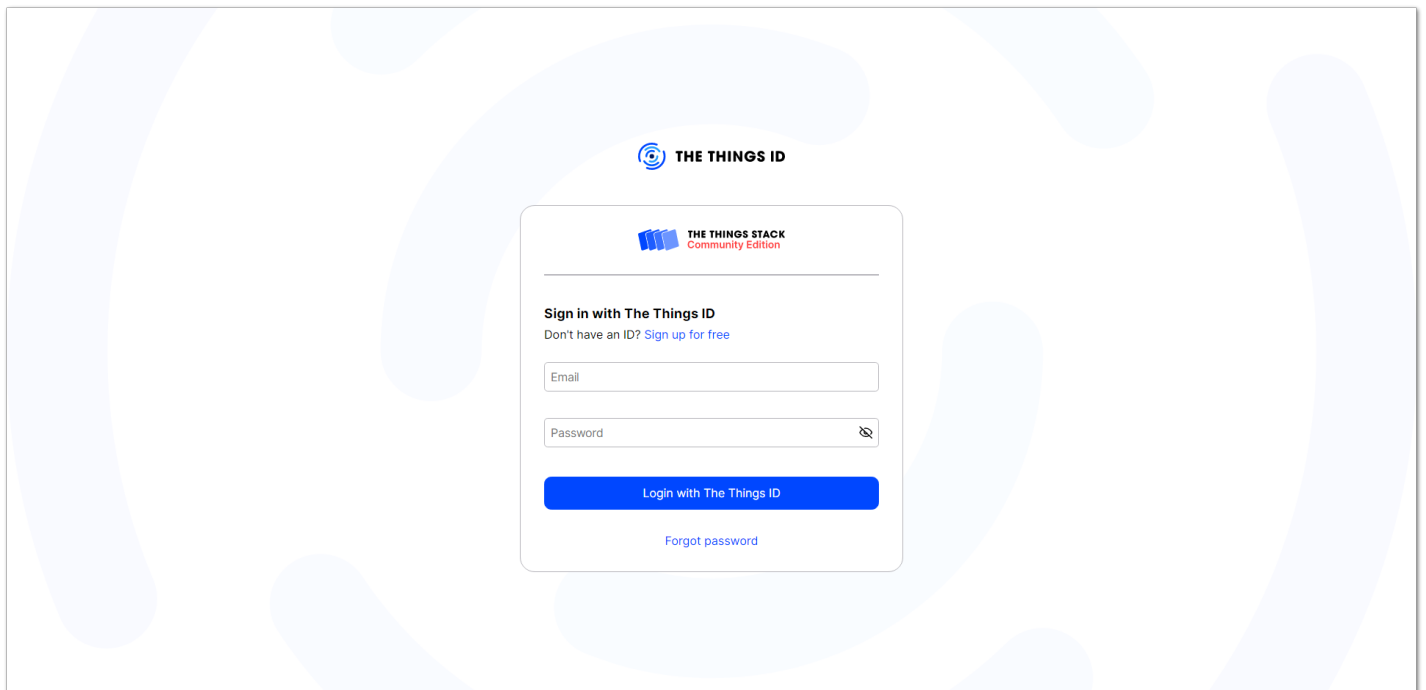 THE THINGS ID
THE THINGS STACK
Community Edition
Sign in with The Things ID
Don't have an ID? Sign up for free
Email
Password
Login with The Things ID
Forgot password